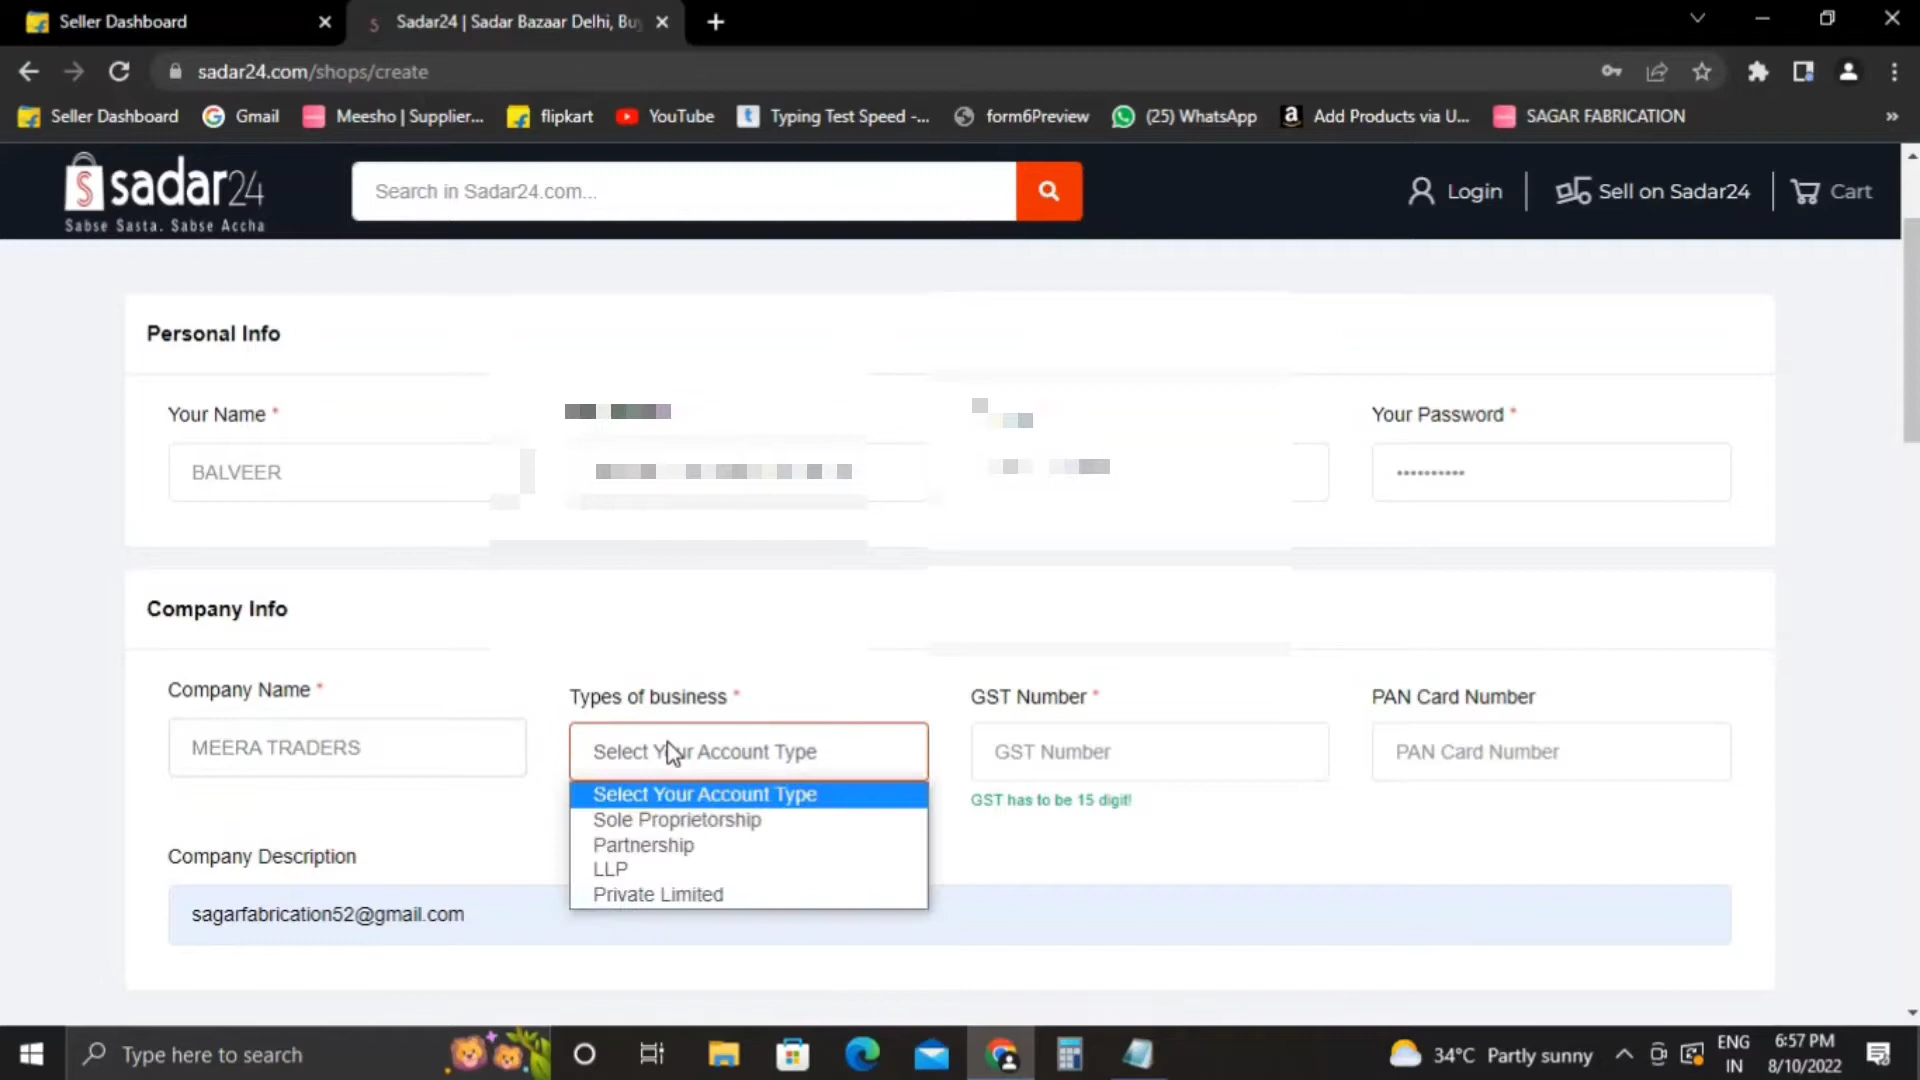 Seller Dashboard
Sadar24 | Sadar Bazaar Delhi, Bu
sadar24.com/shops/create
Seller Dashboard
Gmail
Meesho | Supplier...
flipkart
YouTube
Typing Test Speed -...
form6Preview
(25) WhatsApp
Add Products via U...
SAGAR FABRICATION
sadar24
Sabse Sasta. Sabse Accha
Search in Sadar24.com...
Login
Sell on Sadar24
Cart
Personal Info
Your Name *
Your Password *
BALVEER
••••••••••
Company Info
Company Name *
Types of business *
GST Number *
PAN Card Number
MEERA TRADERS
Select Your Account Type
GST Number
PAN Card Number
Select Your Account Type
GST has to be 15 digit!
Sole Proprietorship
Partnership
LLP
Private Limited
Company Description
sagarfabrication52@gmail.com
Type here to search
34°C Partly sunny
ENG
IN
6:57 PM
8/10/2022